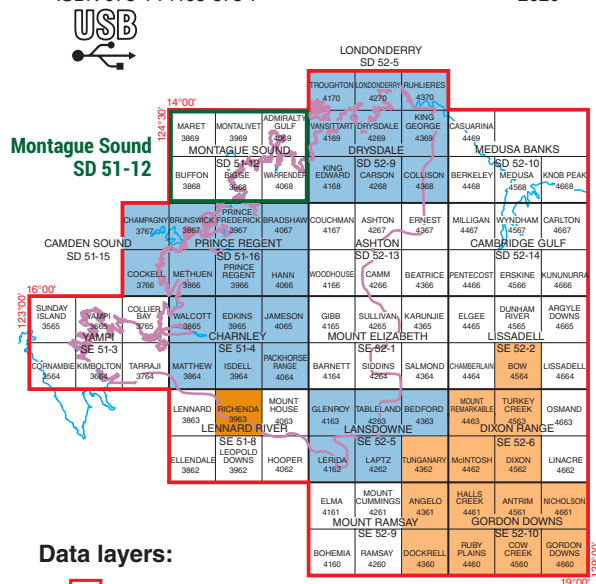 USB
LONDONDERRY
SD 52-5
TROUGHTON LONDONDERRY RUHLIERES
4170 4270 4370
14°00'
124°30'
MARET MONTALIVET ADMIRALTY GULF VANSITTART DRYSDALE KING GEORGE CASUARINA
3869 3969 4069 4169 4269 4369 4469
Montague Sound
SD 51-12
MONTAGUE SOUND DRYSDALE MEDUSA BANKS
SD 51-12 SD 52-9 SD 52-10
BUFFON BIGGE WARRENDER KING EDWARD CARSON COLLISON BERKELEY MEDUSA KNOB PEAK
3868 3968 4068 4168 4268 4368 4468 4568 4668
CHAMPAGNY BRUNSWICK PRINCE FREDERICK BRADSHAW COUCHMAN ASHTON ERNEST MILLIGAN WYNDHAM CARLTON
3767 3867 3967 4067 4167 4267 4367 4467 4567 4667
CAMDEN SOUND PRINCE REGENT ASHTON CAMBRIDGE GULF
SD 51-15 SD 51-16 SD 52-13 SD 52-14
COCKELL METHUEN PRINCE REGENT HANN WOODHOUSE CAMM BEATRICE PENTECOST ERSKINE KUNUNURRA
3766 3866 3966 4066 4166 4266 4366 4466 4566 4666
16°00'
123°00'
SUNDAY ISLAND YAMPI COLLIER BAY WALCOTT EDKINS JAMESON GIBB SULLIVAN KARUNJIE ELGEE DUNHAM RIVER ARGYLE DOWNS
3565 3665 3765 3865 3965 4065 4165 4265 4365 4465 4565 4665
YAMPI CHARNLEY MOUNT ELIZABETH LISSADELL
SE 51-3 SE 51-4 SE 52-1 SE 52-2
CORNAMBIE KIMBOLTON TARRAJI MATTHEW ISDELL PACKHORSE RANGE BARNETT SIDDINS SALMOND CHAMBERLAIN BOW LISSADELL
3564 3664 3764 3864 3964 4064 4164 4264 4364 4464 4564 4664
LENNARD RICHENDA MOUNT HOUSE GLENROY TABLELAND BEDFORD MOUNT REMARKABLE TURKEY CREEK OSMAND
3863 3963 4063 4163 4263 4363 4463 4563 4663
LENNARD RIVER LANSDOWNE DIXON RANGE
SE 51-8 SE 52-5 SE 52-6
ELLENDALE LEOPOLD DOWNS HOOPER LERIDA LAPTZ TUNGANARY McINTOSH DIXON LINACRE
3862 3962 4062 4162 4262 4362 4462 4562 4662
ELMA MOUNT CUMMINGS ANGELO HALLS CREEK ANTRIM NICHOLSON
4161 4261 4361 4461 4561 4661
MOUNT RAMSAY GORDON DOWNS
SE 52-9 SE 52-10
BOHEMIA RAMSAY DOCKRELL RUBY PLAINS COW CREEK GORDON DOWNS
4160 4260 4360 4460 4560 4660
129°00'
19°00'
Data layers: